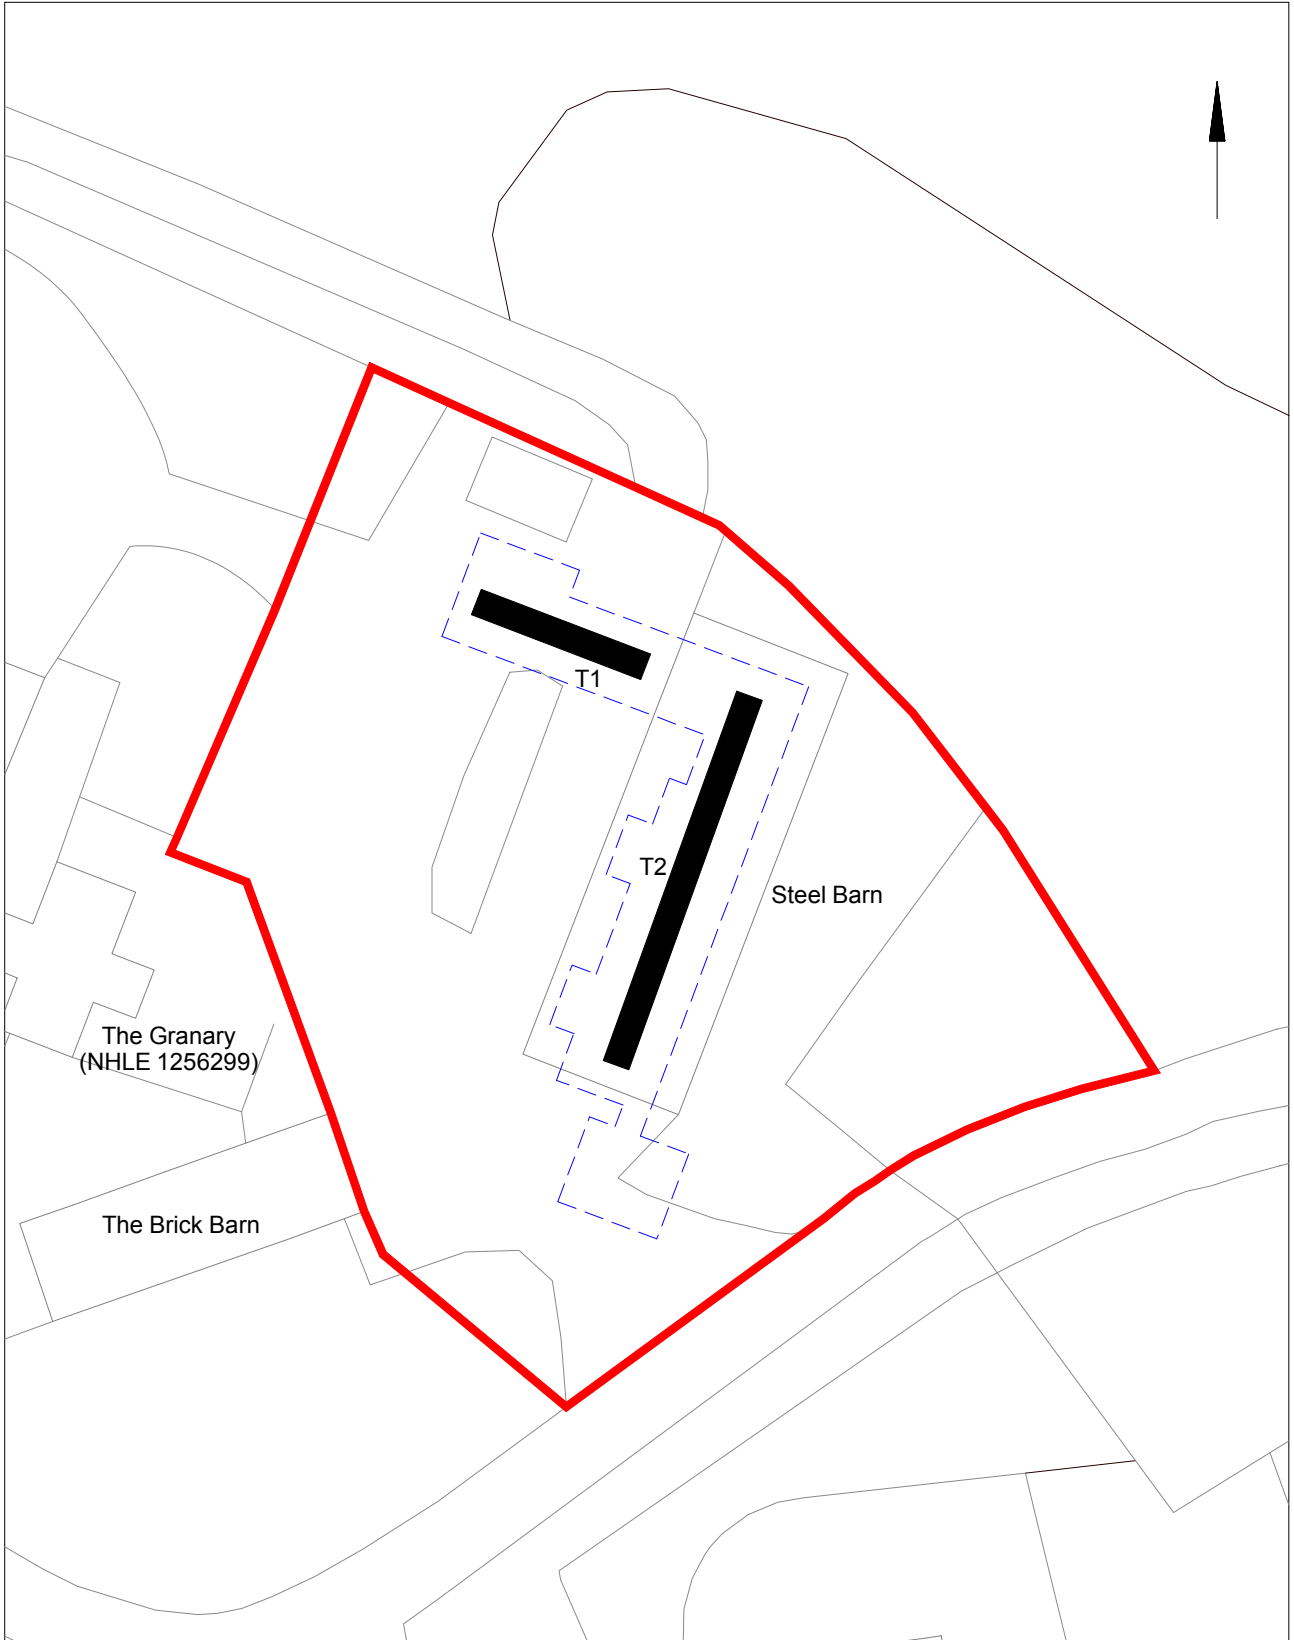 T1
T2
Steel Barn
The Granary
(NHLE 1256299)
The Brick Barn